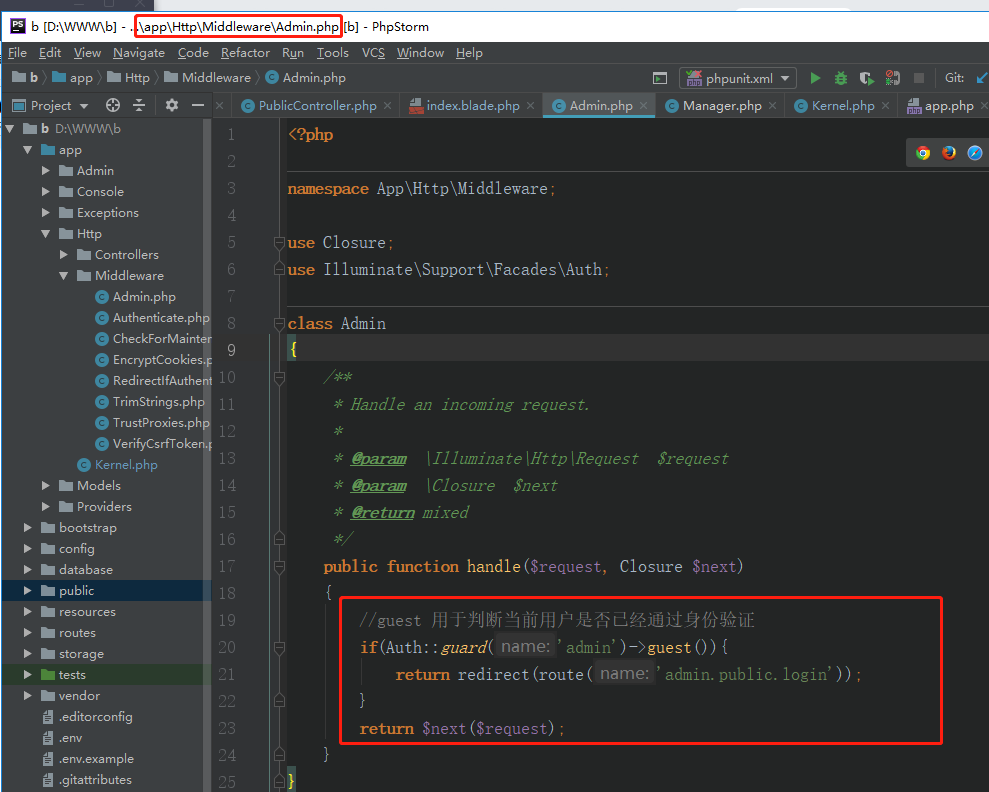 b [D:\WWW\b] - ...\app\Http\Middleware\Admin.php [b] - PhpStorm
File Edit View Navigate Code Refactor Run Tools VCS Window Help
b app Http Middleware Admin.php phpunit.xml Git:
Project PublicController.php index.blade.php Admin.php Manager.php Kernel.php app.php
b D:\WWW\b
app
Admin
Console
Exceptions
Http
Controllers
Middleware
Admin.php
Authenticate.php
CheckForMainter
EncryptCookies.p
RedirectIfAuthent
TrimStrings.php
TrustProxies.php
VerifyCsrfToken.p
Kernel.php
Models
Providers
bootstrap
config
database
public
resources
routes
storage
tests
vendor
.editorconfig
.env
.env.example
.gitattributes
1 <?php
2
3 namespace App\Http\Middleware;
4
5 use Closure;
6 use Illuminate\Support\Facades\Auth;
7
8 class Admin
9 {
10 /**
11 * Handle an incoming request.
12 *
13 * @param \Illuminate\Http\Request $request
14 * @param \Closure $next
15 * @return mixed
16 */
17 public function handle($request, Closure $next)
18 {
19 //guest 用于判断当前用户是否已经通过身份验证
20 if(Auth::guard( name: 'admin')->guest()){
21 return redirect(route( name: 'admin.public.login'));
22 }
23 return $next($request);
24 }
25 }